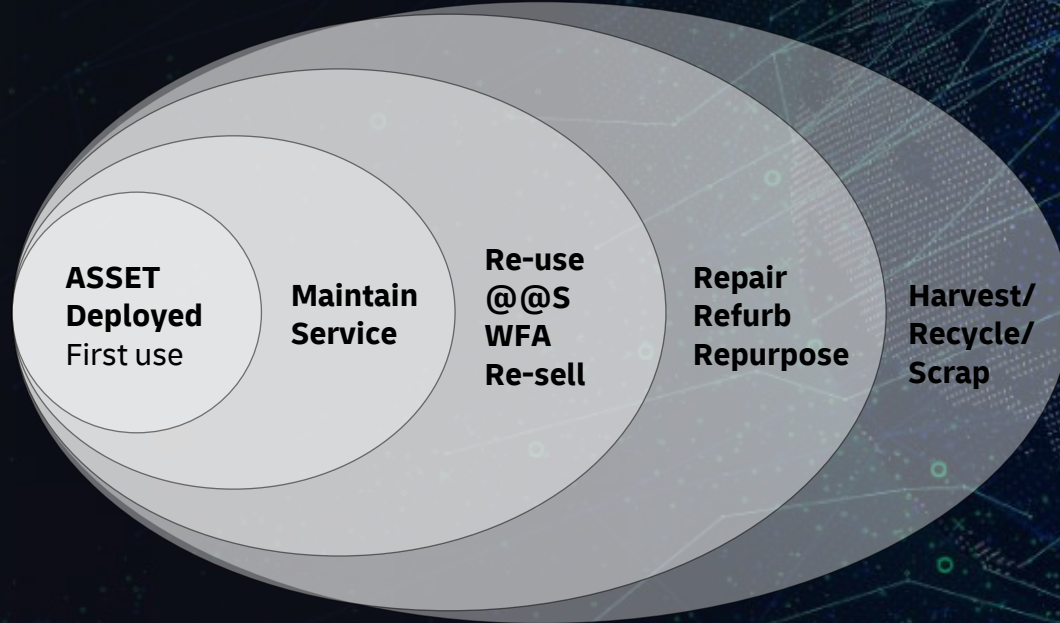 ASSET
Deployed
First use
Maintain
Service
Re-use
@@S
WFA
Re-sell
Repair
Refurb
Repurpose
Harvest/
Recycle/
Scrap